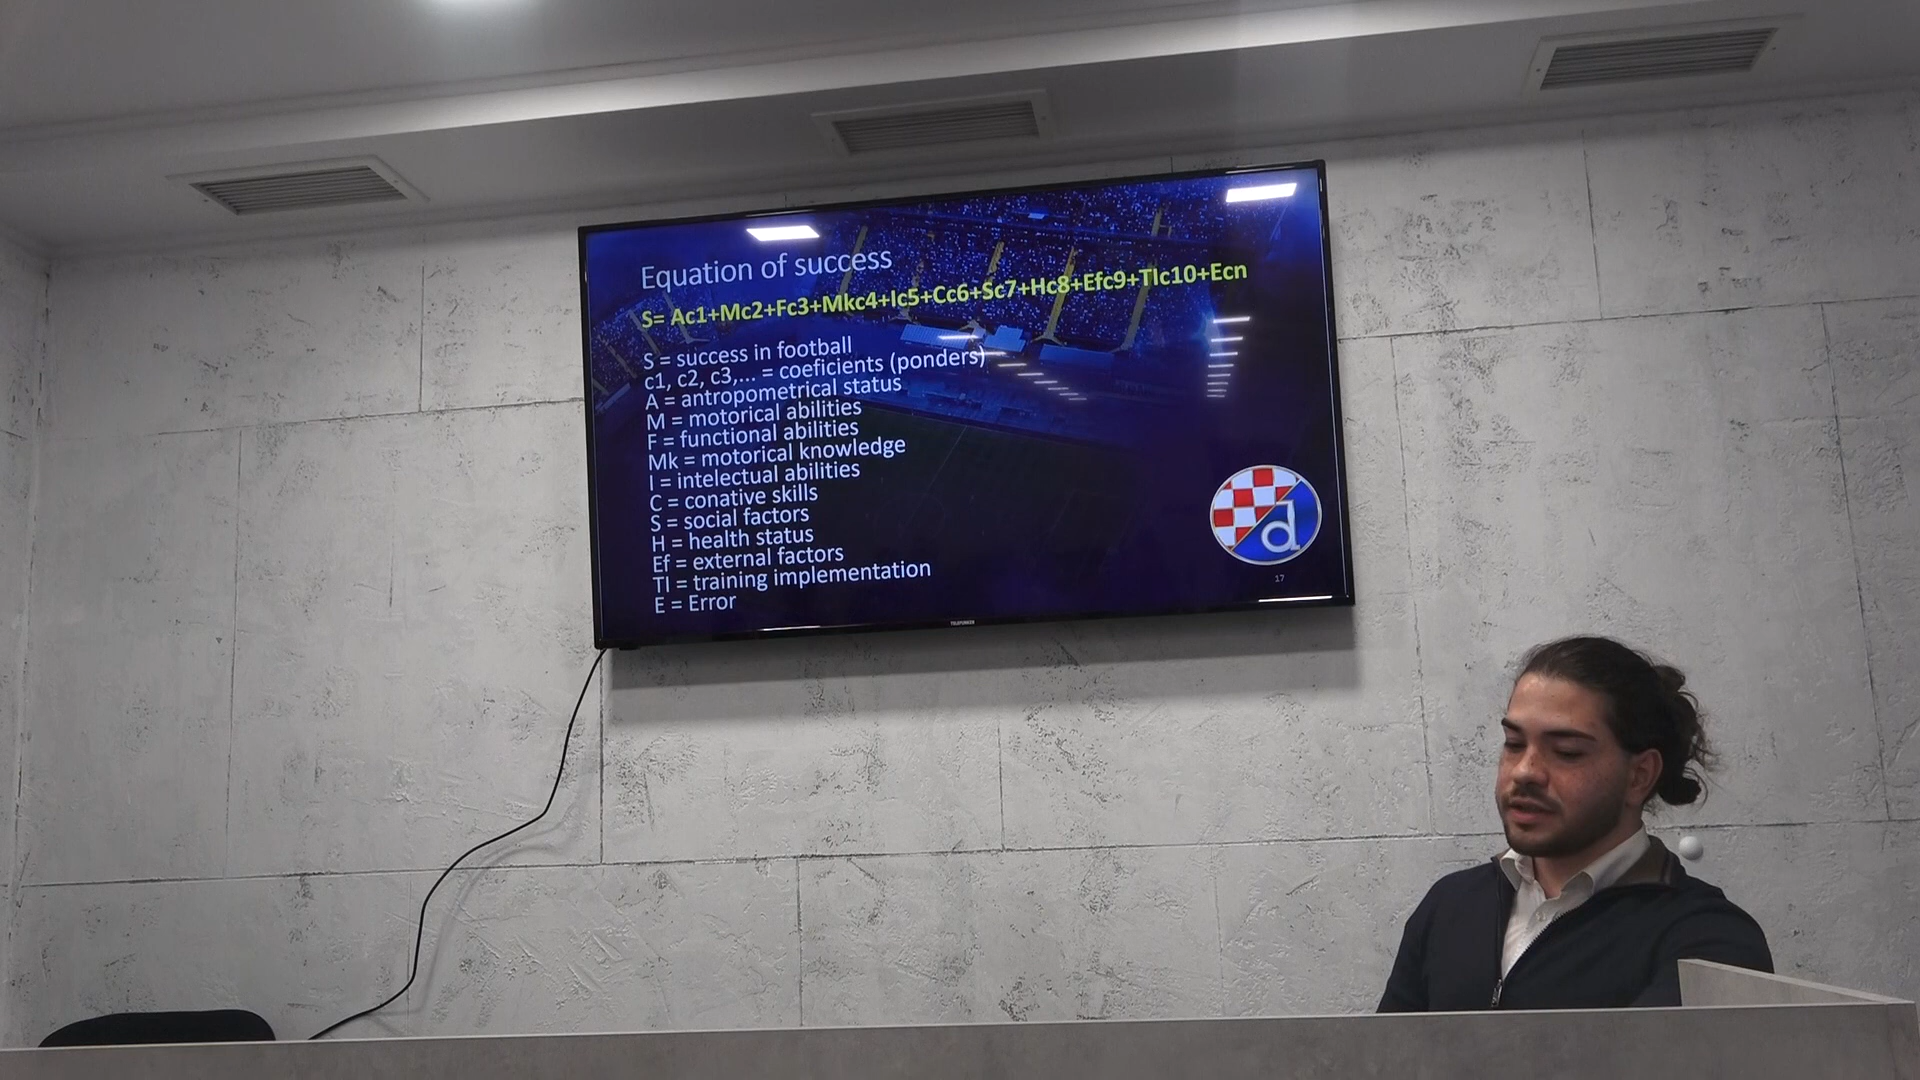 Equation of success
S= Ac1+Mc2+Fc3+Mkc4+Ic5+Cc6+Sc7+Hc8+Efc9+TIc10+Ecn
S = success in football
c1, c2, c3,... = coeficients (ponders)
A = antropometrical status
M = motorical abilities
F = functional abilities
Mk = motorical knowledge
I = intelectual abilities
C = conative skills
S = social factors
H = health status
Ef = external factors
TI = training implementation
E = Error
d
17
TELEFUNKEN